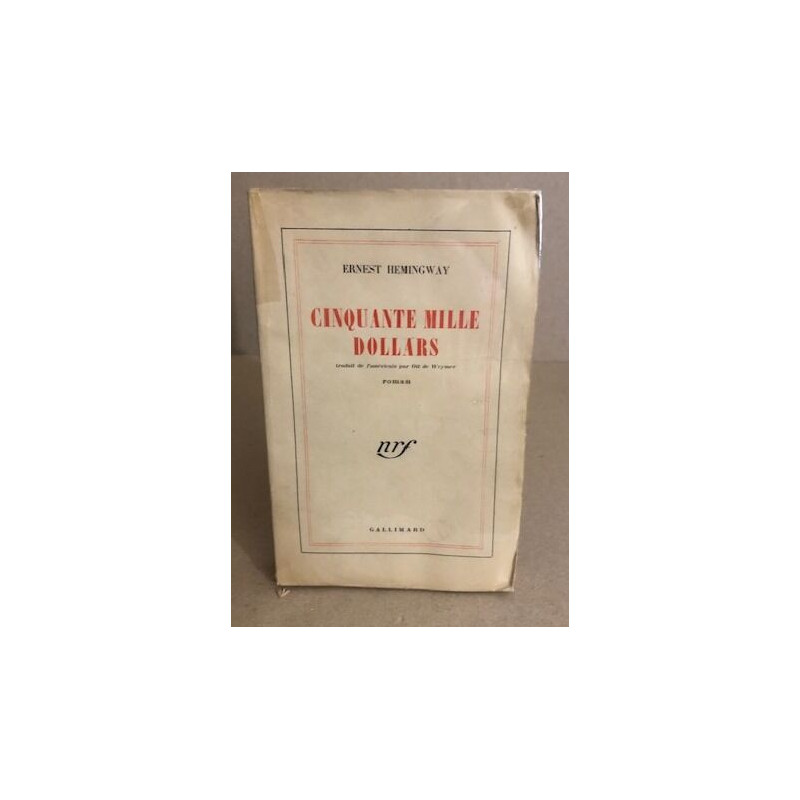 ERNEST HEMINGWAY
CINQUANTE MILLE
DOLLARS
traduit de l'américain par Ott de Weymer
roman
nrf
GALLIMARD